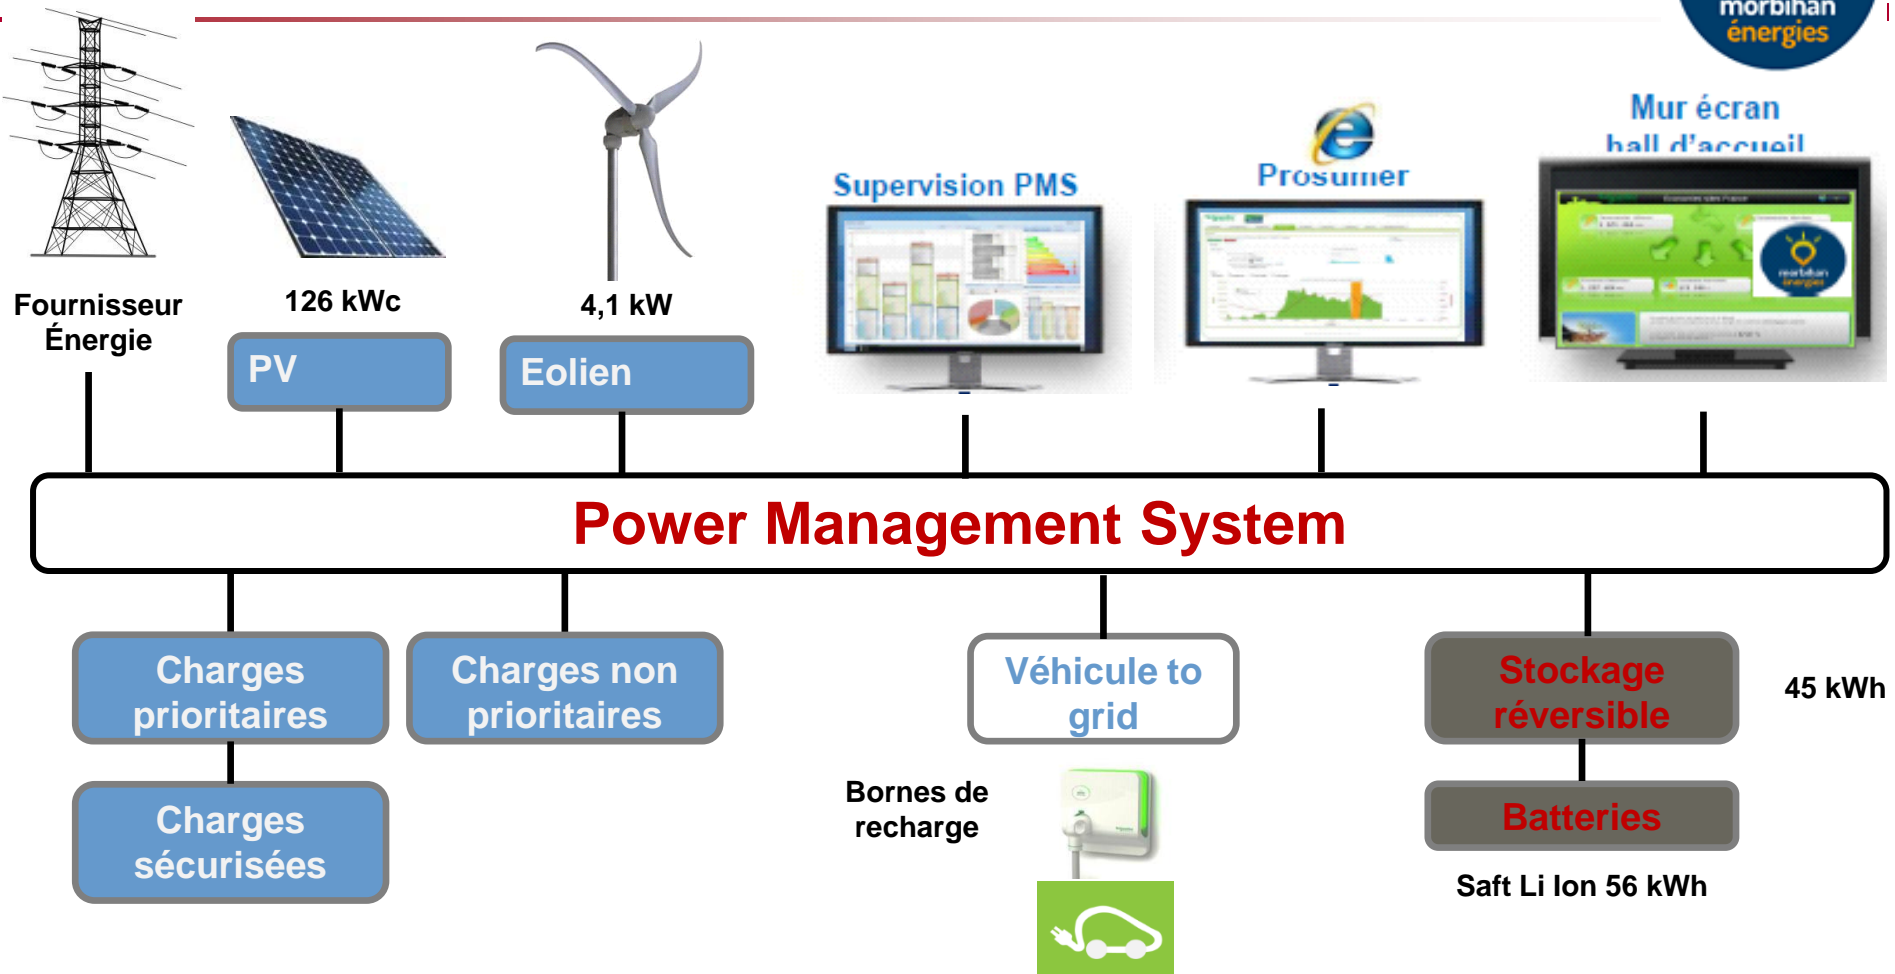 morbihan
énergies
Mur écran
hall d'accueil
Prosumer
Supervision PMS
Fournisseur
Énergie
126 kWc
4,1 kW
PV
Eolien
morbihan
énergies
Power Management System
Charges
prioritaires
Charges non
prioritaires
Véhicule to
grid
Stockage
réversible
45 kWh
Bornes de
recharge
Charges
sécurisées
Batteries
Saft Li Ion 56 kWh